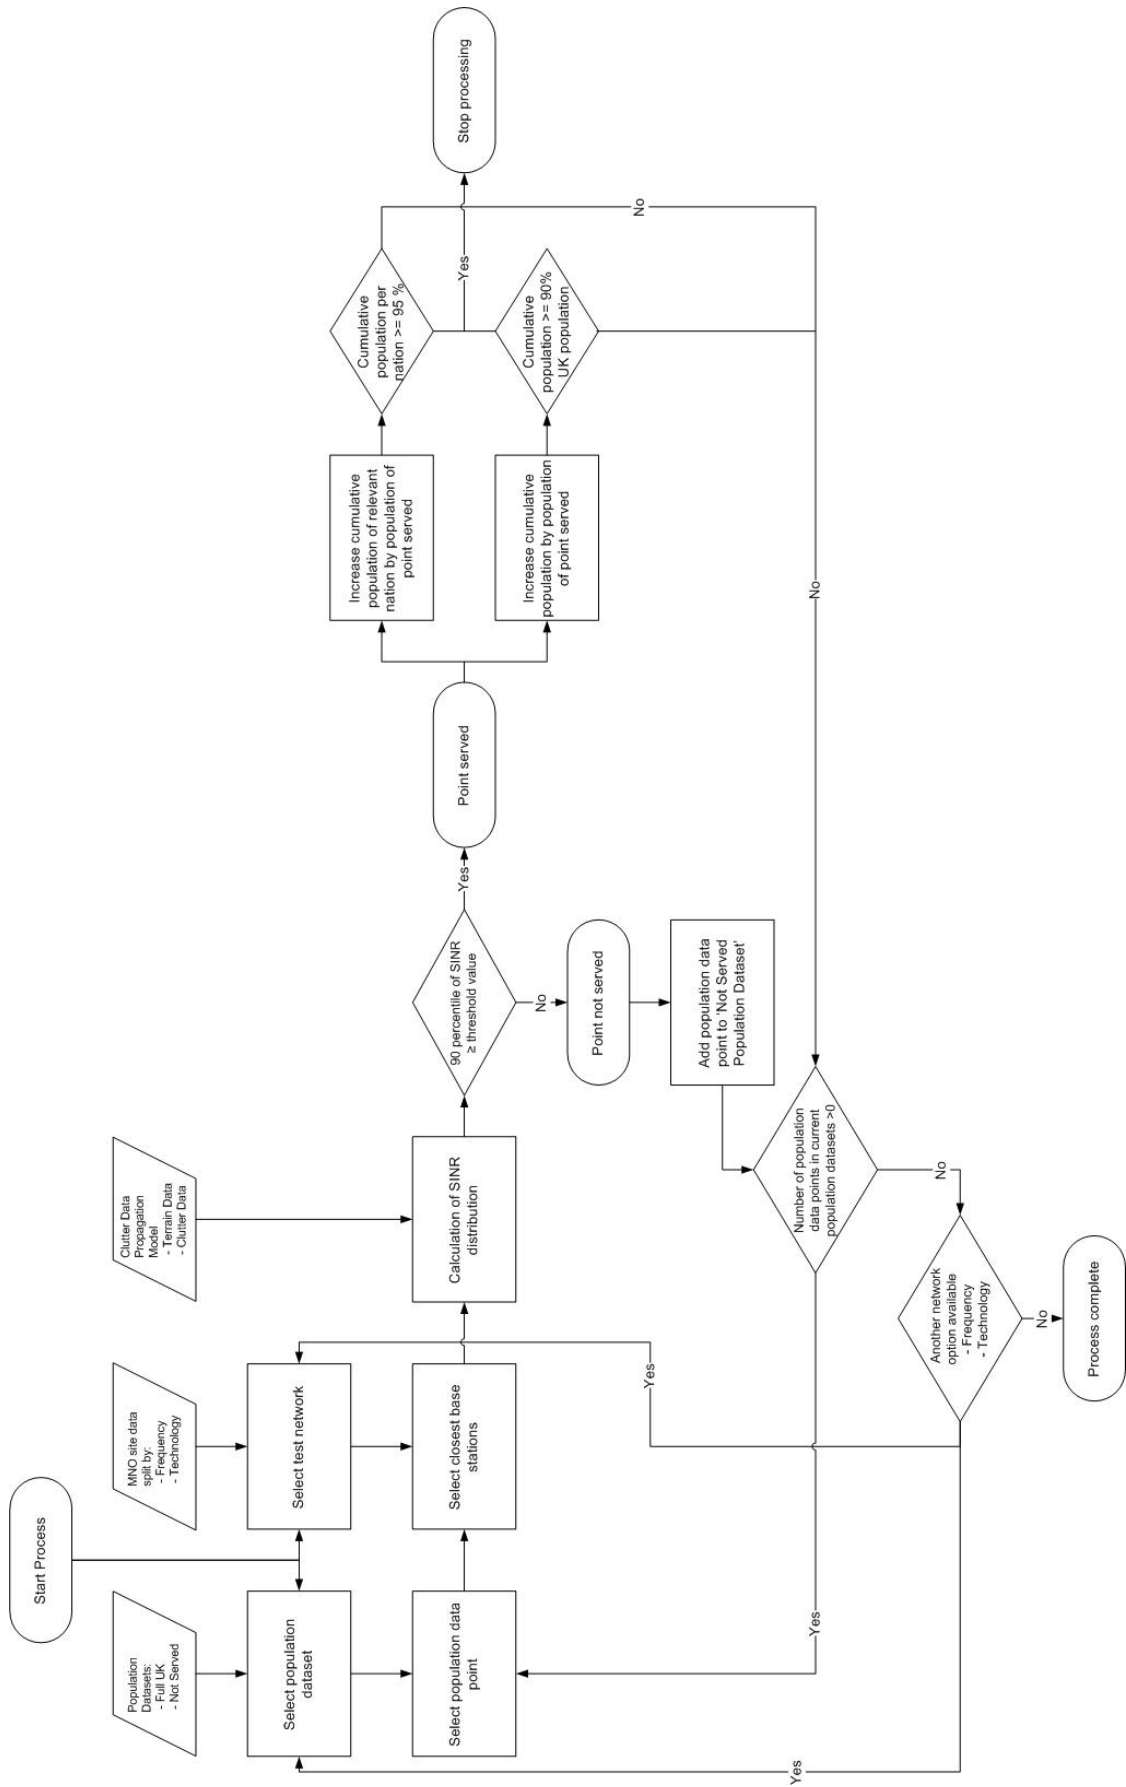 Start Process
Population
Datasets:
- Full UK
- Not Served
MNO site data
split by:
- Frequency
- Technology
Clutter Data
Propagation
Model
- Terrain Data
- Clutter Data
Select population
dataset
Select test network
Select population data
point
Select closest base
stations
Calculation of SINR
distribution
90 percentile of SINR
≥ threshold value
Yes
No
Point served
Point not served
Add population data
point to 'Not Served
Population Dataset'
Increase cumulative
population of relevant
nation by population of
point served
Increase cumulative
population by population
of point served
Cumulative
population per
nation >= 95 %
Cumulative
population >= 90%
UK population
Yes
Stop processing
No
No
Number of population
data points in current
population datasets >0
Yes
No
Another network
option available
- Frequency
- Technology
Yes
Yes
No
Process complete